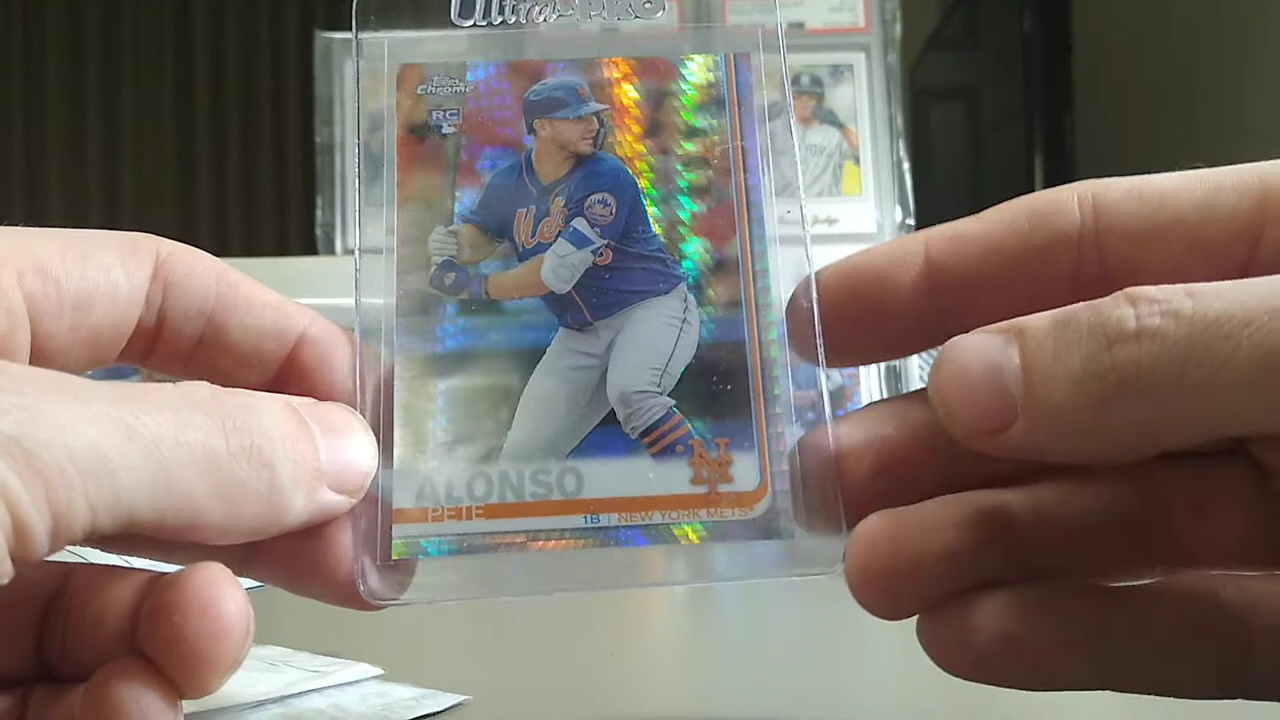 Ultra PRO
Topps
Chrome
RC
Mets
ALONSO
PETE
NY
1B | NEW YORK METS